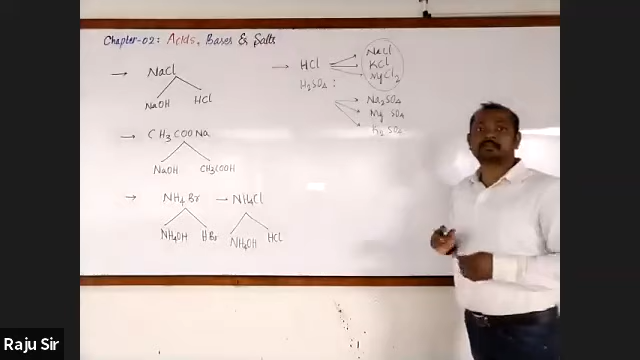 Chapter-02: Acids, Bases & Salts
→ NaCl
NaOH HCl
→ CH₃COONa
NaOH CH₃COOH
→ NH₄Br → NH₄Cl
NH₄OH HBr NH₄OH HCl
→ HCl
NaCl
KCl
MgCl₂
H₂SO₄ :
Na₂SO₄
Mg SO₄
K₂ SO₄
Raju Sir